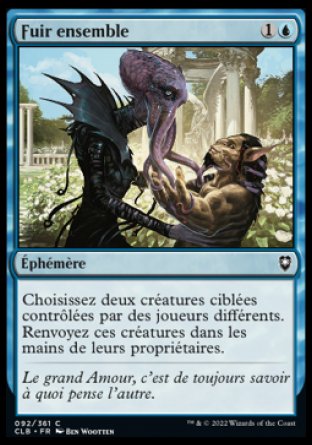 Fuir ensemble 1
Éphémère
Choisissez deux créatures ciblées
contrôlées par des joueurs différents.
Renvoyez ces créatures dans les
mains de leurs propriétaires.
Le grand Amour, c'est de toujours savoir
à quoi pense l'autre.
092/361 C
CLB • FR Ben Wootten
™ & © 2022 Wizards of the Coast